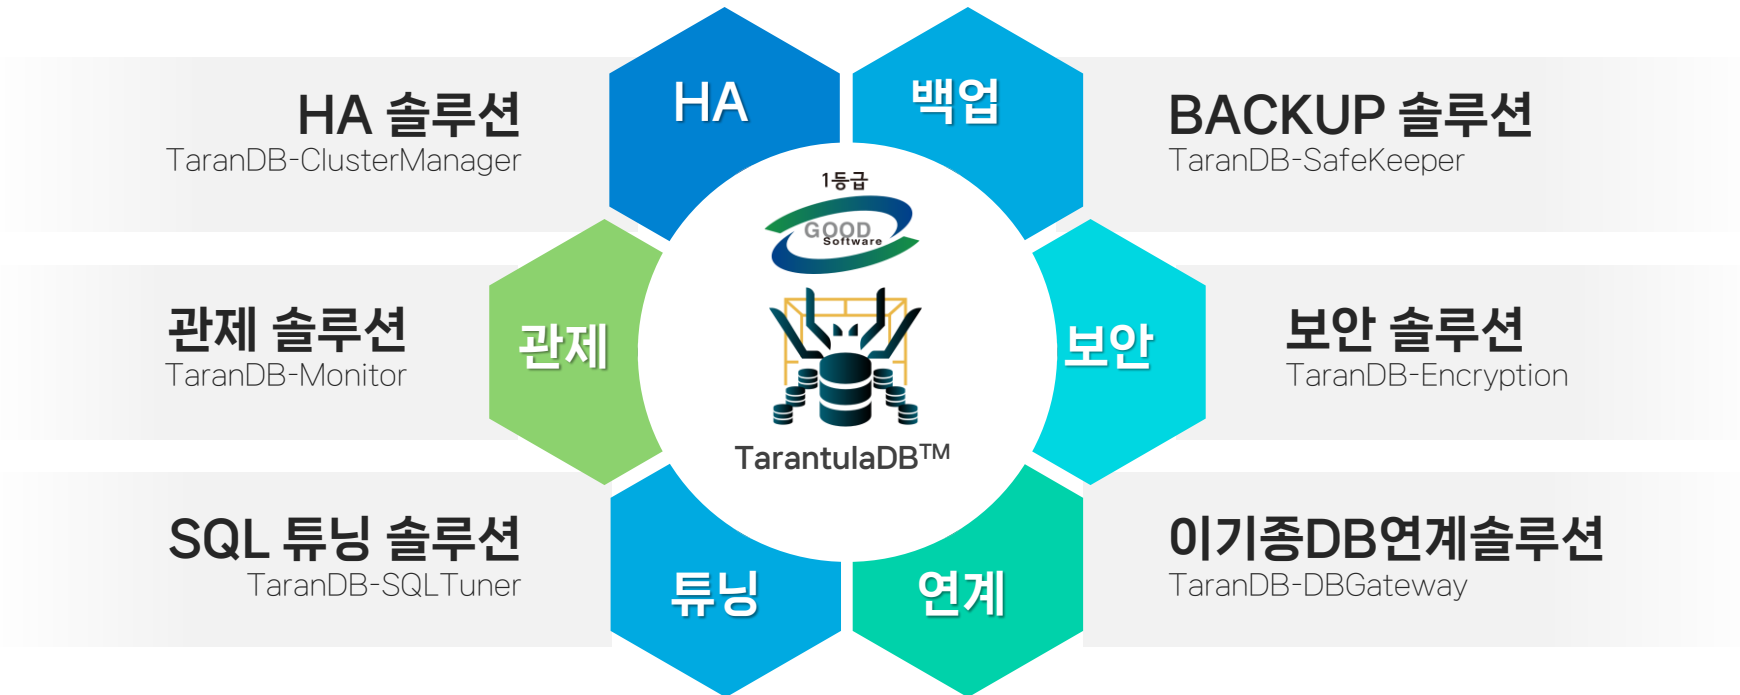 HA 솔루션
TaranDB-ClusterManager
HA
백업
BACKUP 솔루션
TaranDB-SafeKeeper
1등급
GOOD
Software
관제 솔루션
TaranDB-Monitor
관제
보안
보안 솔루션
TaranDB-Encryption
TarantulaDB™
SQL 튜닝 솔루션
TaranDB-SQLTuner
튜닝
연계
이기종DB연계솔루션
TaranDB-DBGateway